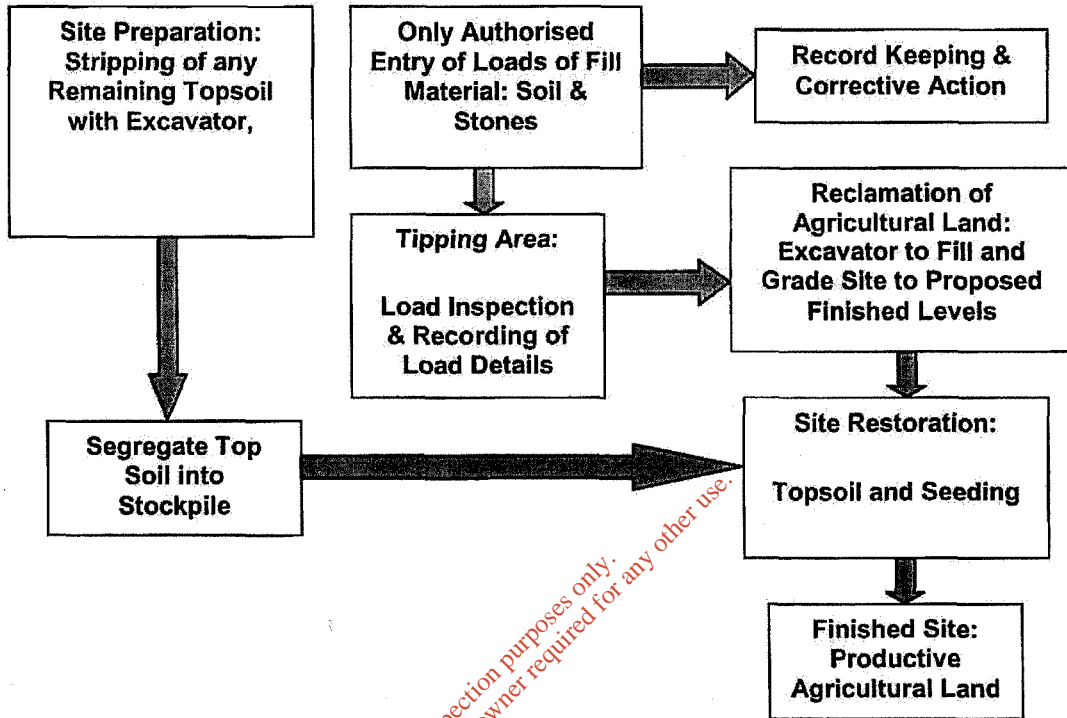 Site Preparation:
Stripping of any
Remaining Topsoil
with Excavator,
Only Authorised
Entry of Loads of Fill
Material: Soil &
Stones
Record Keeping &
Corrective Action
Tipping Area:
Load Inspection
& Recording of
Load Details
Reclamation of
Agricultural Land:
Excavator to Fill and
Grade Site to Proposed
Finished Levels
Segregate Top
Soil into
Stockpile
Site Restoration:
Topsoil and Seeding
Finished Site:
Productive
Agricultural Land
purposes only.
owner required for any other use.